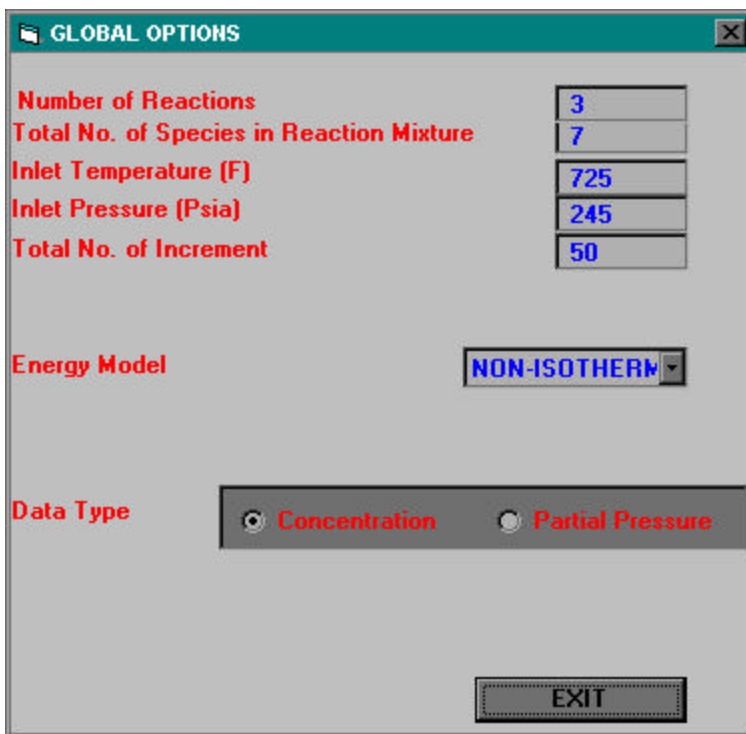 GLOBAL OPTIONS
Number of Reactions 3
Total No. of Species in Reaction Mixture 7
Inlet Temperature (F) 725
Inlet Pressure (Psia) 245
Total No. of Increment 50
Energy Model NON-ISOTHERM
Data Type Concentration Partial Pressure
EXIT